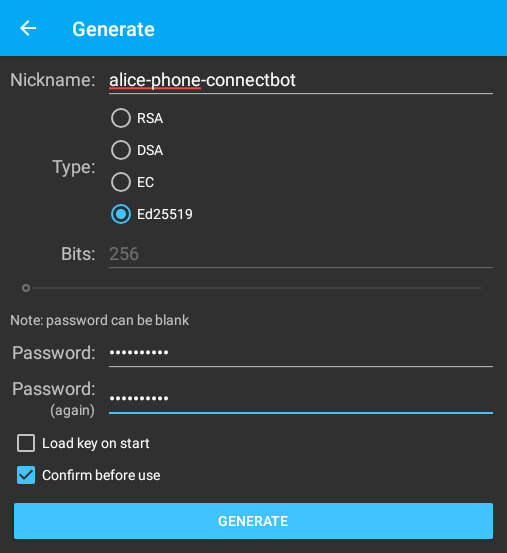 Generate
Nickname: alice-phone-connectbot
RSA
DSA
Type:
EC
Ed25519
Bits: 256
Note: password can be blank
Password: ••••••••••
Password: ••••••••••
(again)
Load key on start
Confirm before use
GENERATE